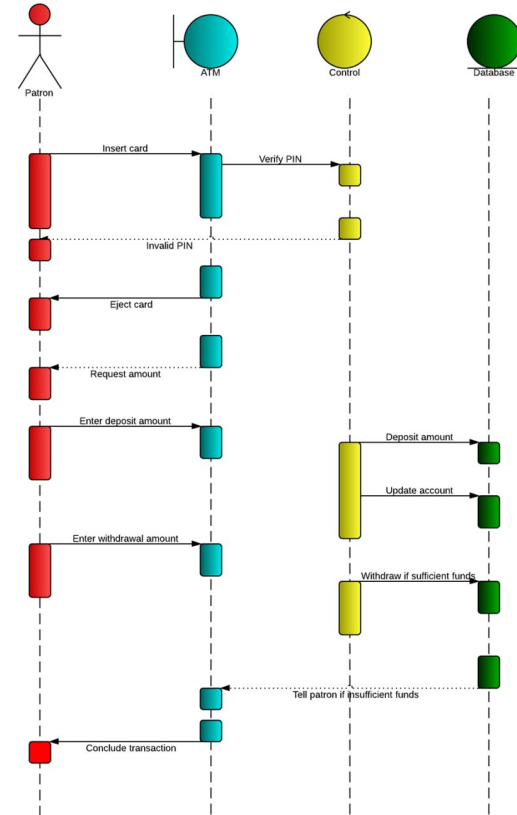 Patron
ATM
Control
Database
Insert card
Verify PIN
Invalid PIN
Eject card
Request amount
Enter deposit amount
Deposit amount
Update account
Enter withdrawal amount
Withdraw if sufficient funds
Tell patron if insufficient funds
Conclude transaction